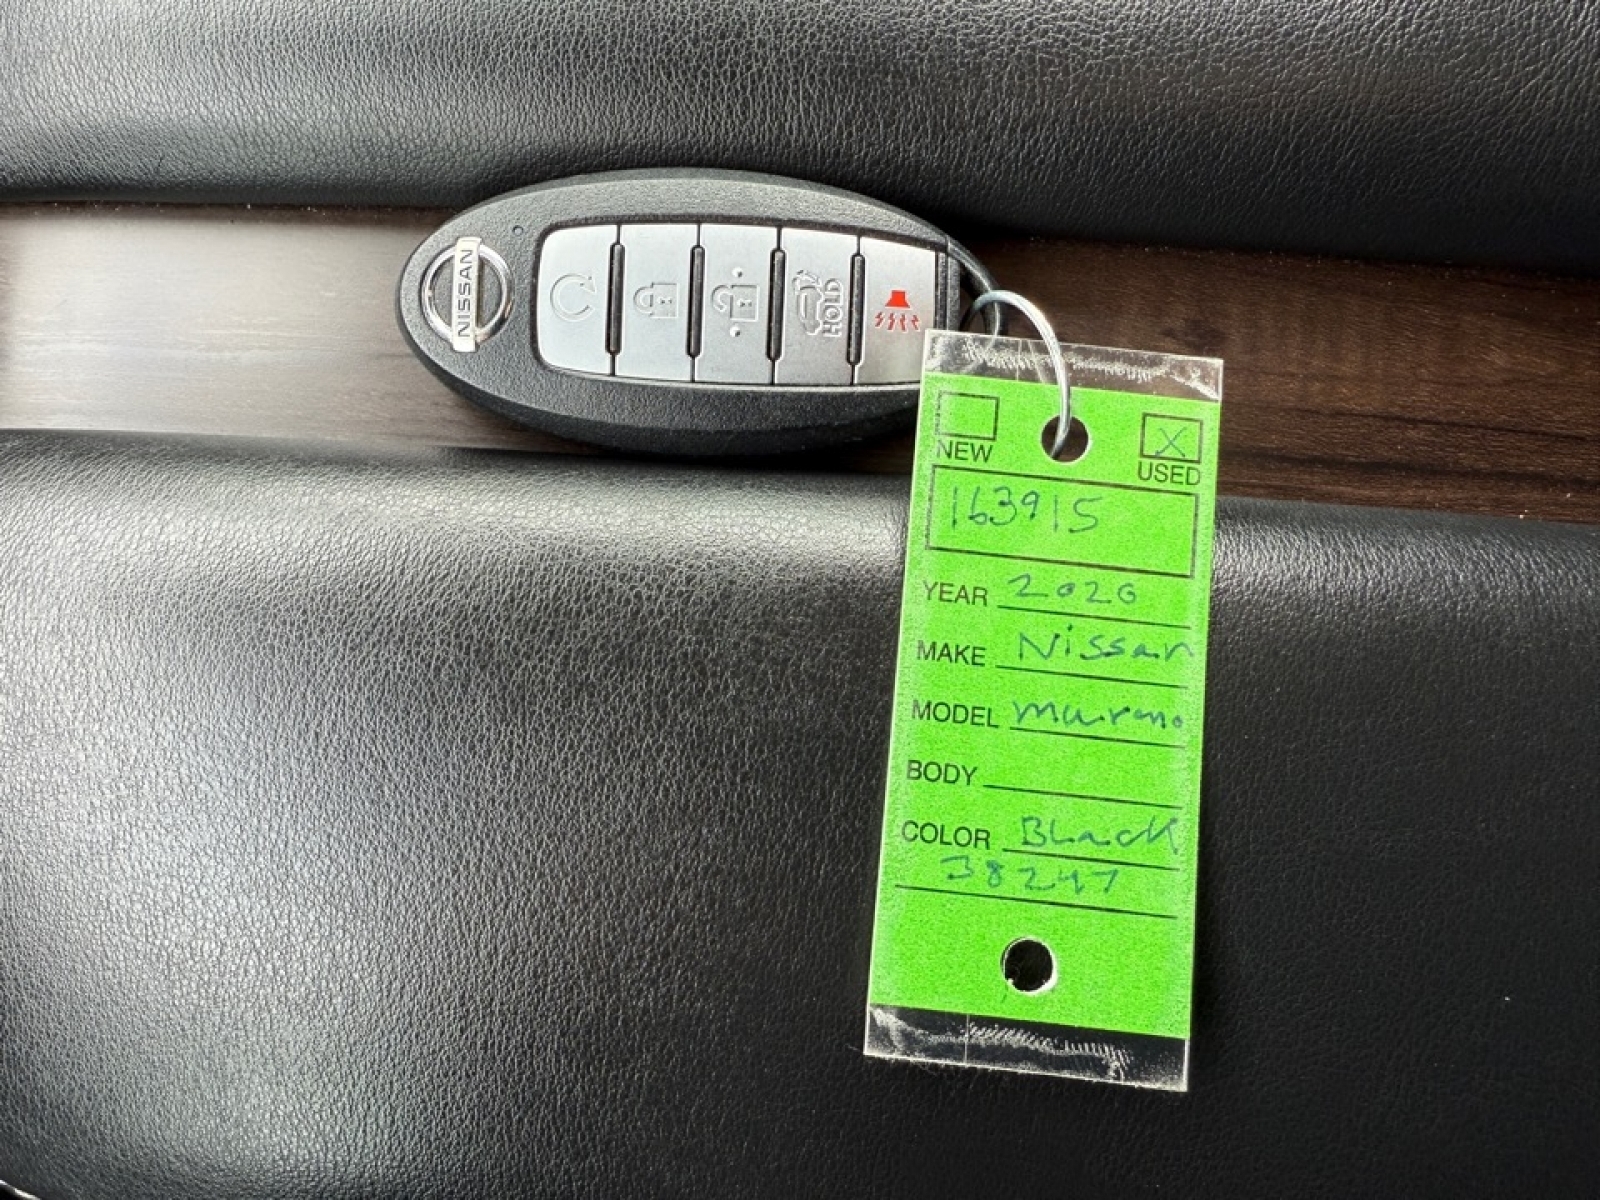 NISSAN
HOLD
NEW
USED
X
163915
YEAR 2020
MAKE Nissan
MODEL Murano
BODY
COLOR Black
38247